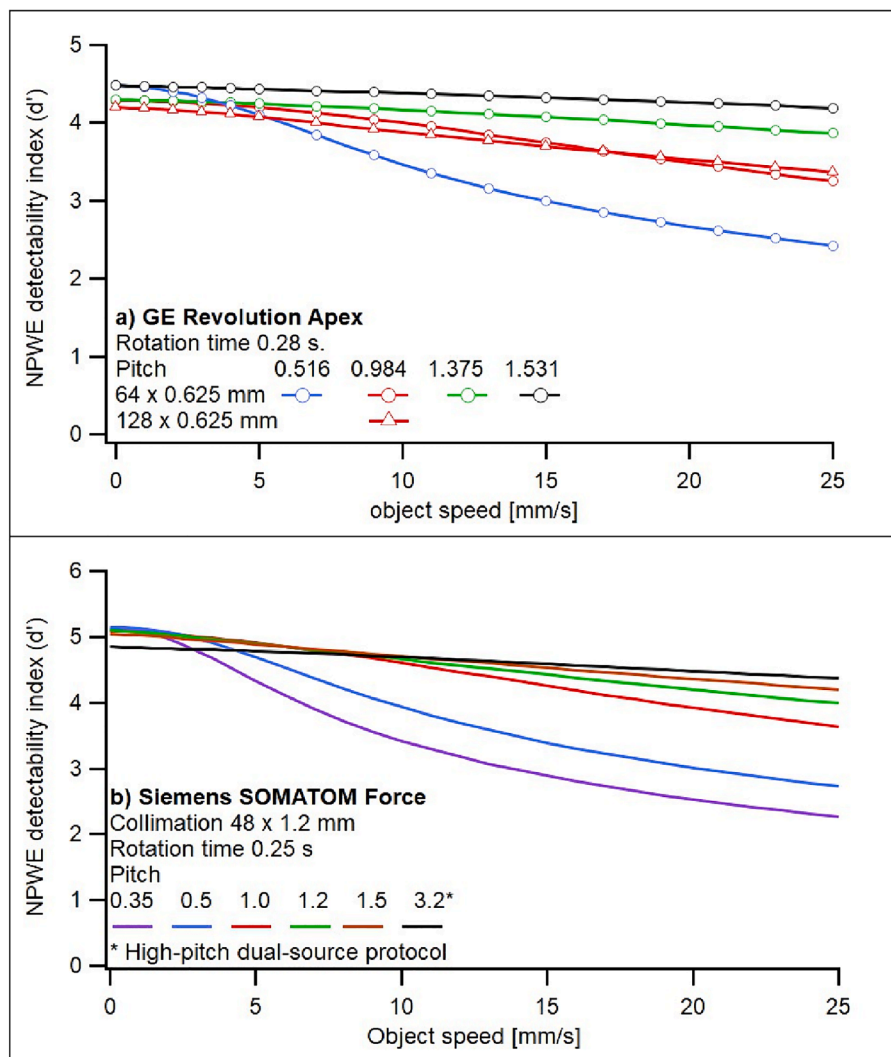 NPWE detectability index (d')
5
4
3
2
1
0
a) GE Revolution Apex
Rotation time 0.28 s.
Pitch 0.516 0.984 1.375 1.531
64 x 0.625 mm
128 x 0.625 mm
0 5 10 15 20 25
object speed [mm/s]
NPWE detectability index (d')
6
5
4
3
2
1
0
b) Siemens SOMATOM Force
Collimation 48 x 1.2 mm
Rotation time 0.25 s
Pitch
0.35 0.5 1.0 1.2 1.5 3.2*
* High-pitch dual-source protocol
0 5 10 15 20 25
Object speed [mm/s]